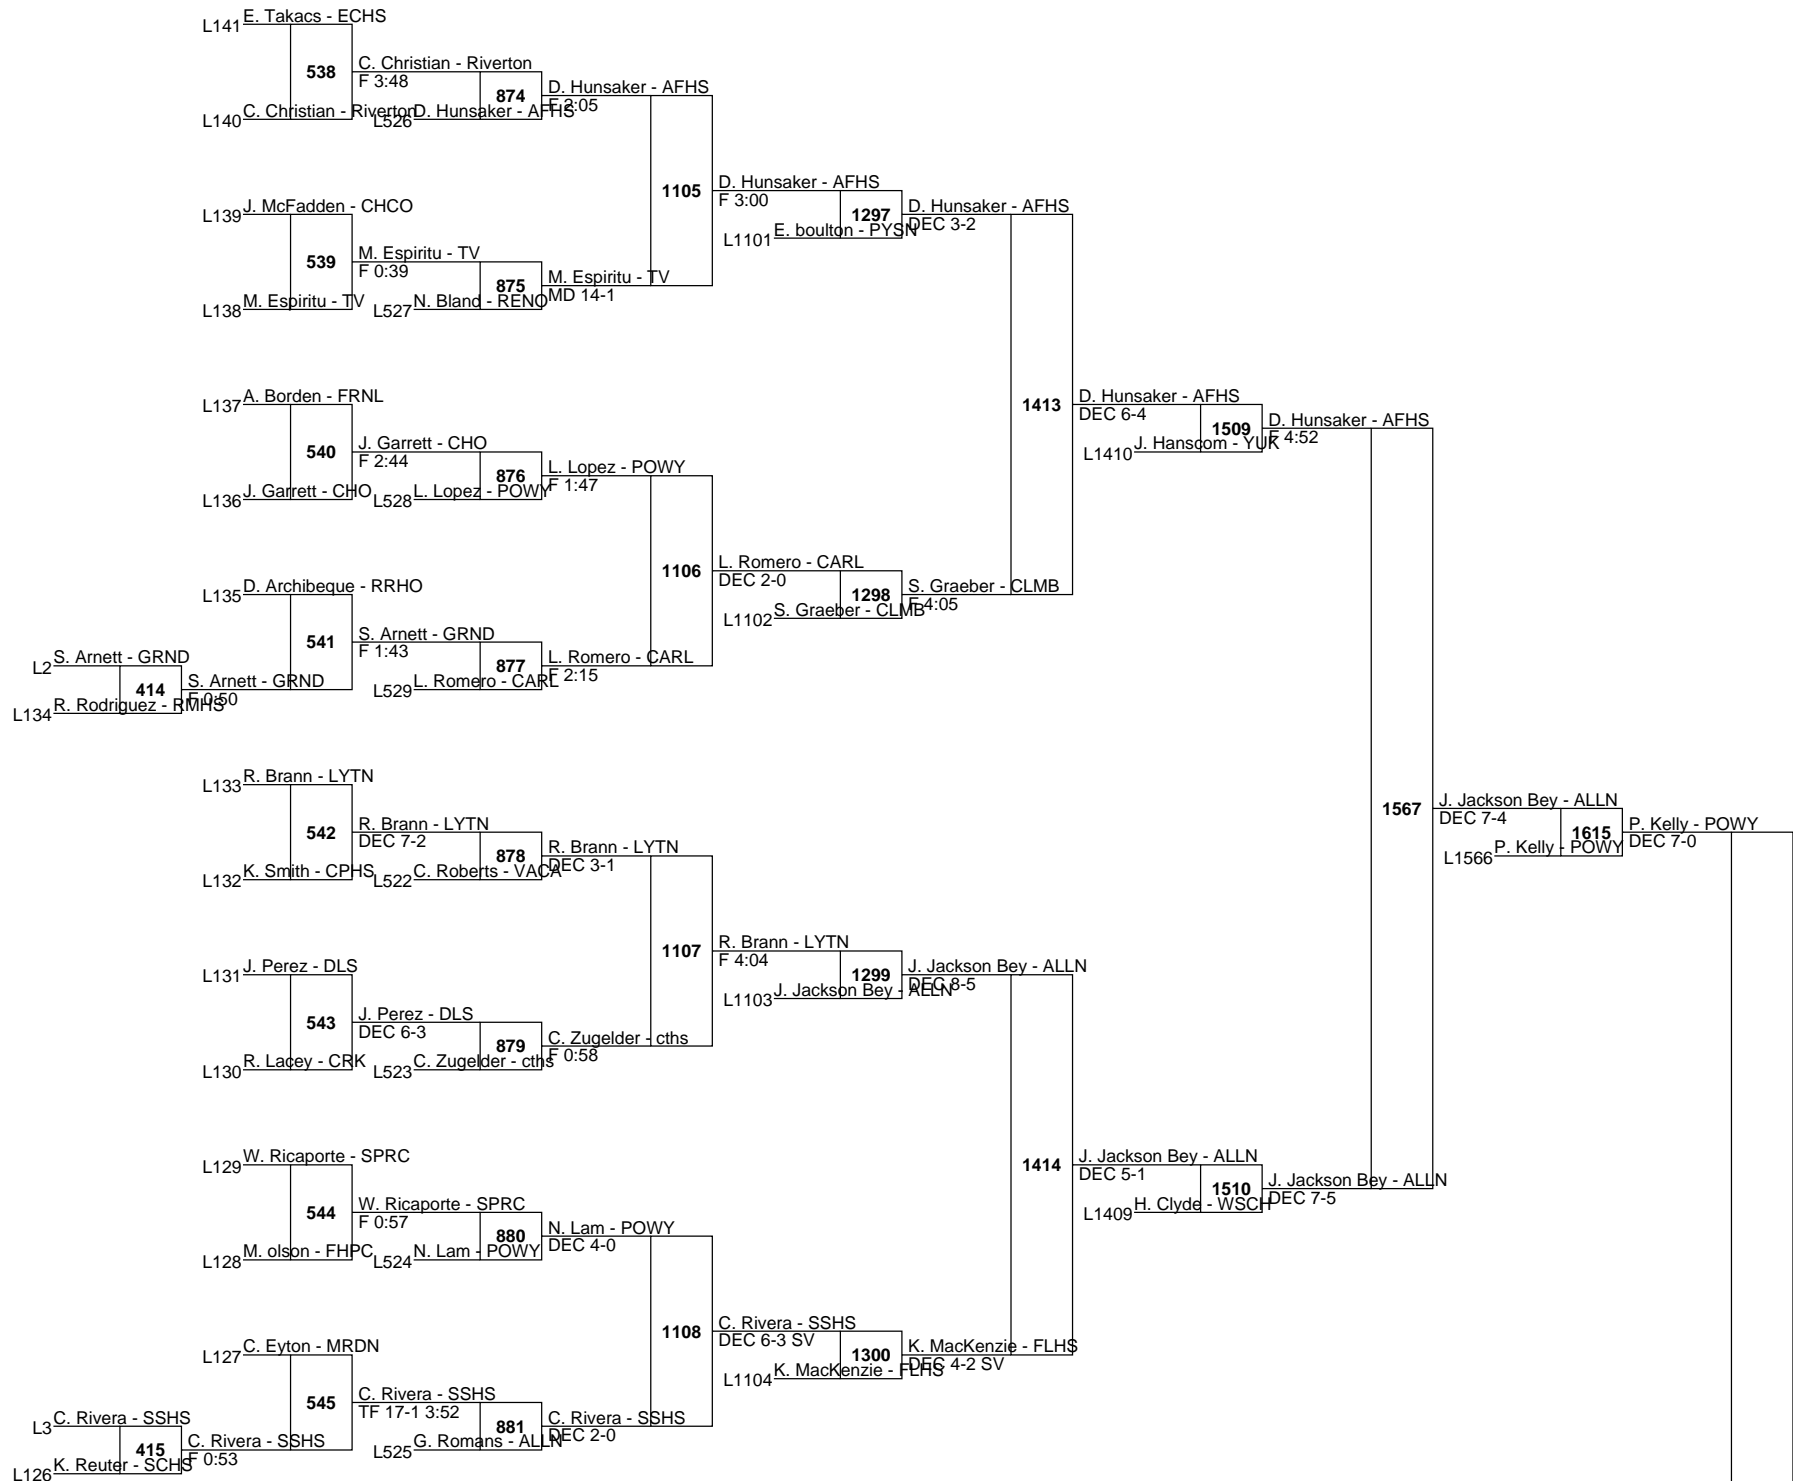 L141 E. Takacs - ECHS
538
C. Christian - Riverton
F 3:48
L140 C. Christian - Riverton
874
L526 D. Hunsaker - AFHS
D. Hunsaker - AFHS
F 2:05
1105
D. Hunsaker - AFHS
F 3:00
L139 J. McFadden - CHCO
539
M. Espiritu - TV
F 0:39
L138 M. Espiritu - TV
875
L527 N. Bland - RENO
M. Espiritu - TV
MD 14-1
1297
L1101 E. boulton - PYSN
D. Hunsaker - AFHS
DEC 3-2
L137 A. Borden - FRNL
540
J. Garrett - CHO
F 2:44
L136 J. Garrett - CHO
876
L528 L. Lopez - POWY
L. Lopez - POWY
F 1:47
1106
L. Romero - CARL
DEC 2-0
L135 D. Archibeque - RRHO
541
S. Arnett - GRND
F 1:43
L2 S. Arnett - GRND
414
L134 R. Rodriguez - RMHS
S. Arnett - GRND
F 0:50
877
L529 L. Romero - CARL
L. Romero - CARL
F 2:15
1298
L1102 S. Graeber - CLMB
S. Graeber - CLMB
F 4:05
1413
D. Hunsaker - AFHS
DEC 6-4
1509
L1410 J. Hanscom - YUK
D. Hunsaker - AFHS
F 4:52
L133 R. Brann - LYTN
542
R. Brann - LYTN
DEC 7-2
L132 K. Smith - CPHS
878
L522 C. Roberts - VACA
R. Brann - LYTN
DEC 3-1
1107
R. Brann - LYTN
F 4:04
L131 J. Perez - DLS
543
J. Perez - DLS
DEC 6-3
L130 R. Lacey - CRK
879
L523 C. Zugelder - cths
C. Zugelder - cths
F 0:58
1299
L1103 J. Jackson Bey - ALLN
J. Jackson Bey - ALLN
DEC 8-5
L129 W. Ricaporte - SPRC
544
W. Ricaporte - SPRC
F 0:57
L128 M. olson - FHPC
880
L524 N. Lam - POWY
N. Lam - POWY
DEC 4-0
1108
C. Rivera - SSHS
DEC 6-3 SV
L127 C. Eyton - MRDN
545
C. Rivera - SSHS
TF 17-1 3:52
L3 C. Rivera - SSHS
415
L126 K. Reuter - SCHS
C. Rivera - SSHS
F 0:53
881
L525 G. Romans - ALLN
C. Rivera - SSHS
DEC 2-0
1300
L1104 K. MacKenzie - FLHS
K. MacKenzie - FLHS
DEC 4-2 SV
1414
J. Jackson Bey - ALLN
DEC 5-1
1510
L1409 H. Clyde - WSCH
J. Jackson Bey - ALLN
DEC 7-5
1567
J. Jackson Bey - ALLN
DEC 7-4
1615
L1566 P. Kelly - POWY
P. Kelly - POWY
DEC 7-0